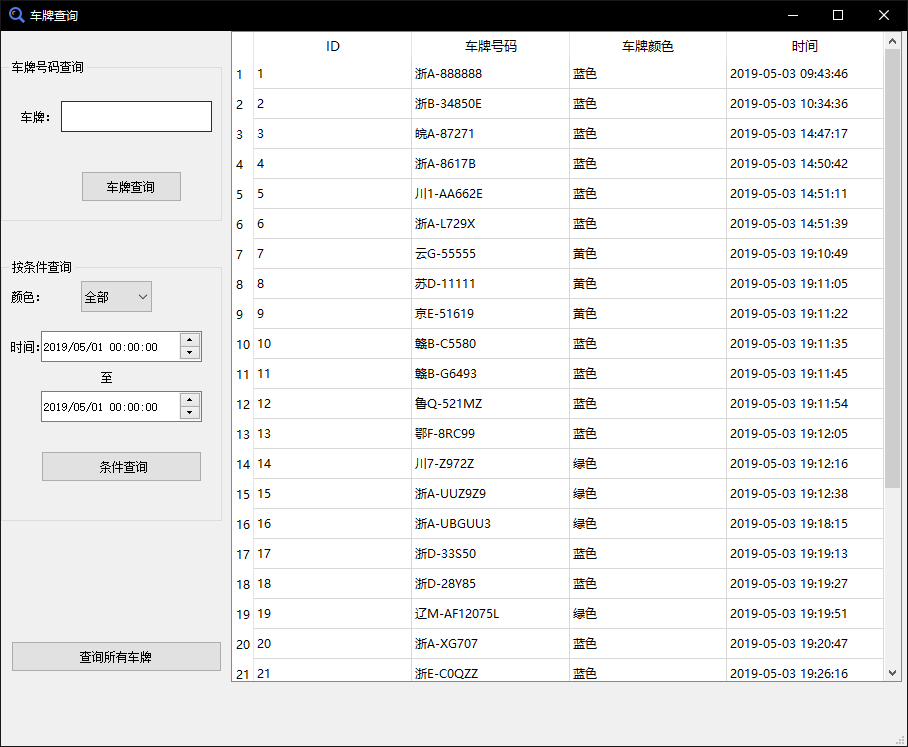 车牌查询
车牌号码查询
车牌：
车牌查询
按条件查询
颜色：
全部
时间:
2019/05/01 00:00:00
至
2019/05/01 00:00:00
条件查询
查询所有车牌
ID 车牌号码 车牌颜色 时间
1 1 浙A-888888 蓝色 2019-05-03 09:43:46
2 2 浙B-34850E 蓝色 2019-05-03 10:34:36
3 3 皖A-87271 蓝色 2019-05-03 14:47:17
4 4 浙A-8617B 蓝色 2019-05-03 14:50:42
5 5 川1-AA662E 蓝色 2019-05-03 14:51:11
6 6 浙A-L729X 蓝色 2019-05-03 14:51:39
7 7 云G-55555 黄色 2019-05-03 19:10:49
8 8 苏D-11111 黄色 2019-05-03 19:11:05
9 9 京E-51619 黄色 2019-05-03 19:11:22
10 10 赣B-C5580 蓝色 2019-05-03 19:11:35
11 11 赣B-G6493 蓝色 2019-05-03 19:11:45
12 12 鲁Q-521MZ 蓝色 2019-05-03 19:11:54
13 13 鄂F-8RC99 蓝色 2019-05-03 19:12:05
14 14 川7-Z972Z 绿色 2019-05-03 19:12:16
15 15 浙A-UUZ9Z9 绿色 2019-05-03 19:12:38
16 16 浙A-UBGUU3 绿色 2019-05-03 19:18:15
17 17 浙D-33S50 蓝色 2019-05-03 19:19:13
18 18 浙D-28Y85 蓝色 2019-05-03 19:19:27
19 19 辽M-AF12075L 绿色 2019-05-03 19:19:51
20 20 浙A-XG707 蓝色 2019-05-03 19:20:47
21 21 浙E-C0QZZ 蓝色 2019-05-03 19:26:16